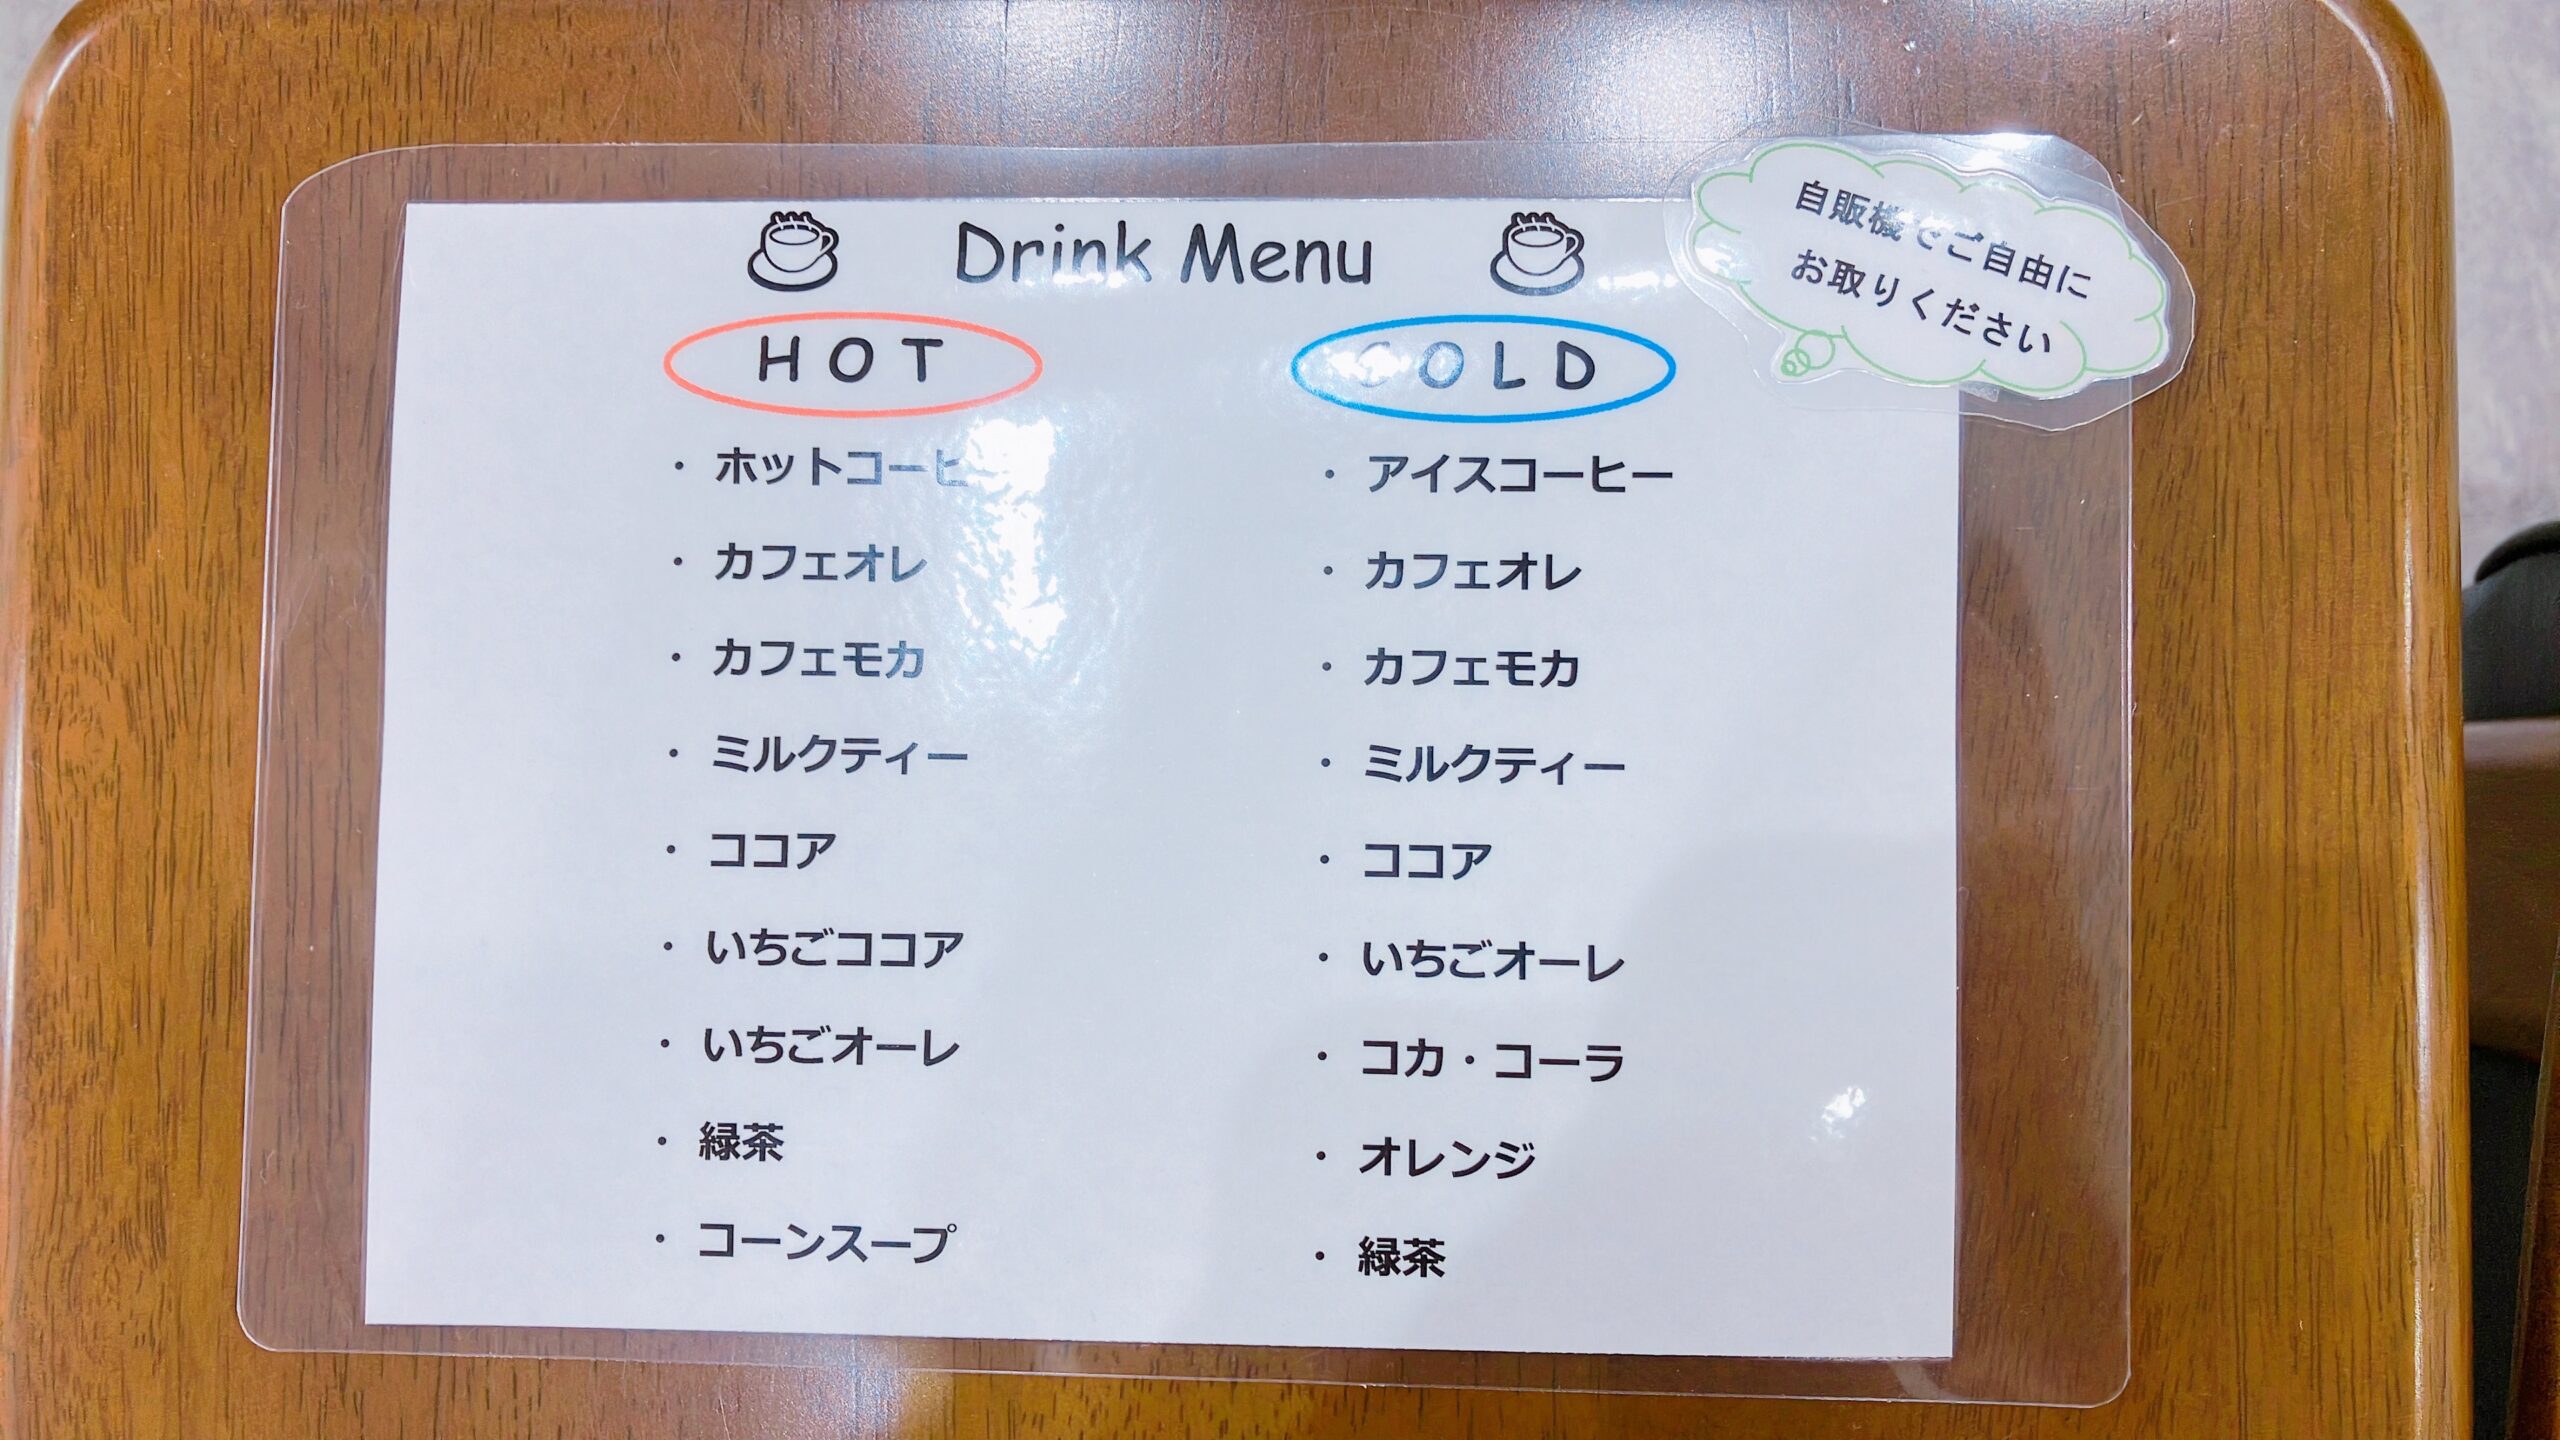 Drink Menu
自販機でご自由に
お取りください
HOT
・ホットコーヒ
・カフェオレ
・カフェモカ
・ミルクティー
・ココア
・いちごココア
・いちごオーレ
・緑茶
・コーンスープ
COLD
・アイスコーヒー
・カフェオレ
・カフェモカ
・ミルクティー
・ココア
・いちごオーレ
・コカ・コーラ
・オレンジ
・緑茶